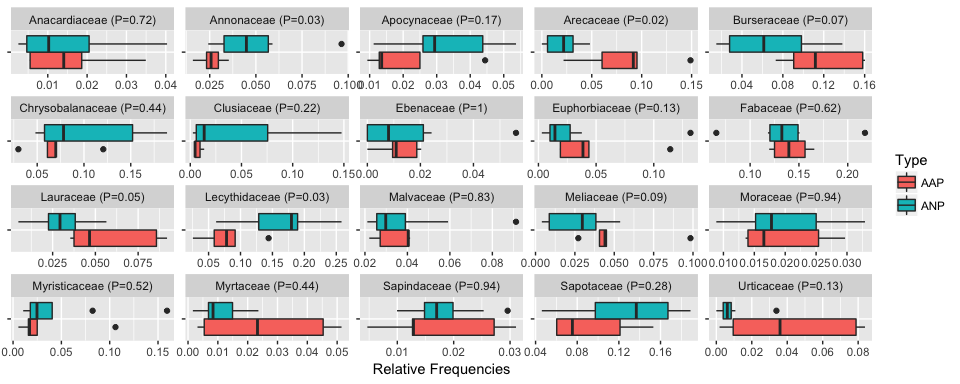 Anacardiaceae (P=0.72) Annonaceae (P=0.03) Apocynaceae (P=0.17) Arecaceae (P=0.02) Burseraceae (P=0.07)
0.01 0.02 0.03 0.04 0.025 0.050 0.075 0.100 0.01 0.02 0.03 0.04 0.05 0.00 0.05 0.10 0.15 0.04 0.08 0.12 0.16
Chrysobalanaceae (P=0.44) Clusiaceae (P=0.22) Ebenaceae (P=1) Euphorbiaceae (P=0.13) Fabaceae (P=0.62)
0.05 0.10 0.15 0.00 0.05 0.10 0.15 0.00 0.02 0.04 0.00 0.05 0.10 0.10 0.15 0.20
Type
AAP
ANP
Lauraceae (P=0.05) Lecythidaceae (P=0.03) Malvaceae (P=0.83) Meliaceae (P=0.09) Moraceae (P=0.94)
0.025 0.050 0.075 0.05 0.10 0.15 0.20 0.25 0.02 0.04 0.06 0.08 0.000 0.025 0.050 0.075 0.100 0.010 0.015 0.020 0.025 0.030
Myristicaceae (P=0.52) Myrtaceae (P=0.44) Sapindaceae (P=0.94) Sapotaceae (P=0.28) Urticaceae (P=0.13)
0.00 0.05 0.10 0.15 0.00 0.01 0.02 0.03 0.04 0.05 0.01 0.02 0.03 0.04 0.08 0.12 0.16 0.00 0.02 0.04 0.06 0.08
Relative Frequencies